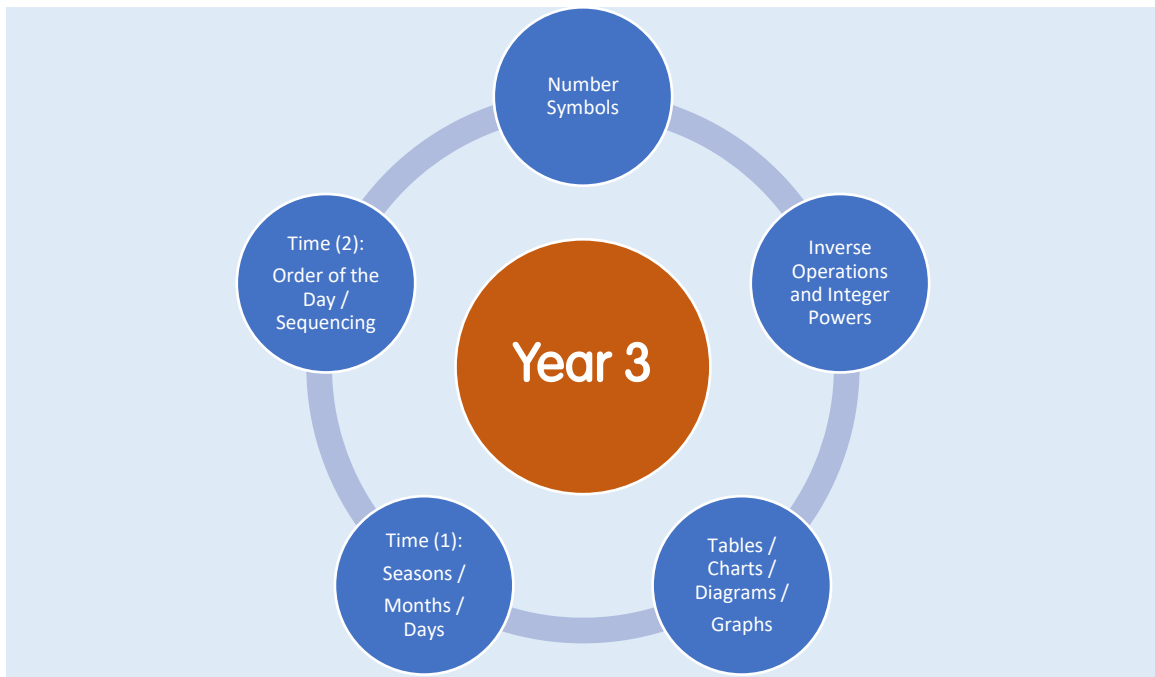 Number
Symbols
Inverse
Operations
and Integer
Powers
Tables /
Charts /
Diagrams /
Graphs
Time (1):
Seasons /
Months /
Days
Time (2):
Order of the
Day /
Sequencing
Year 3